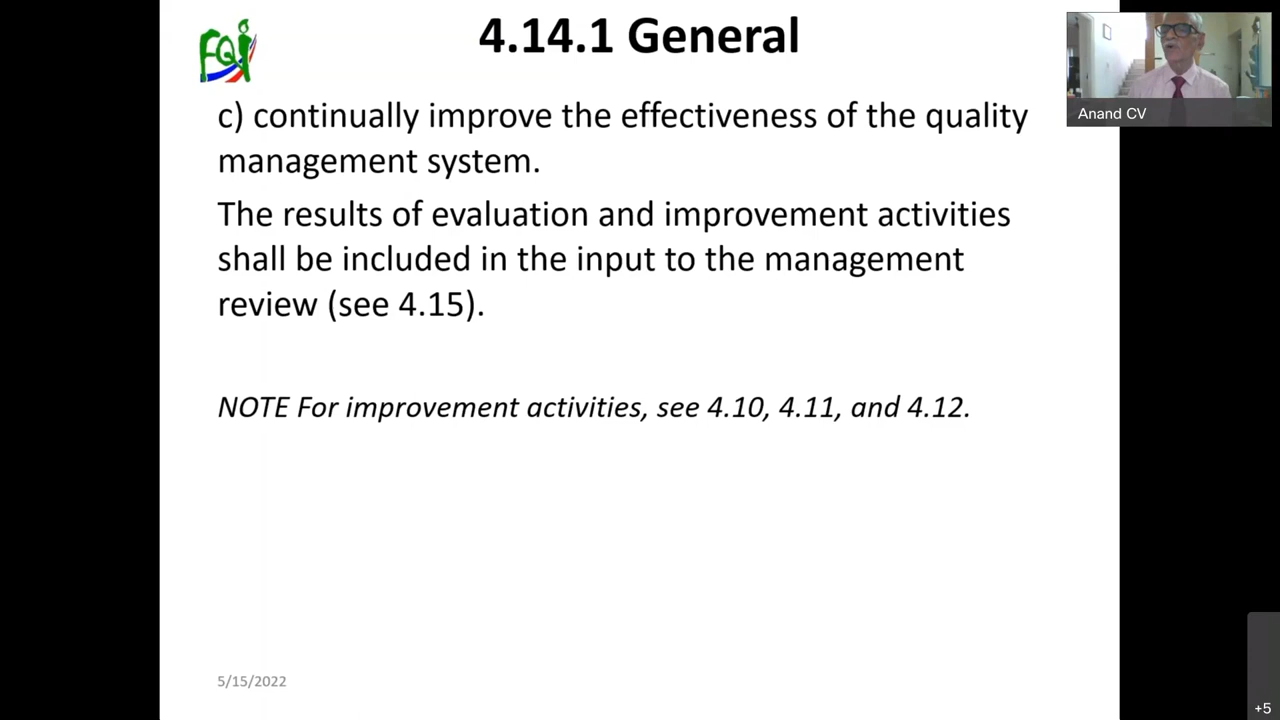 4.14.1 General
FQI
Anand CV
c) continually improve the effectiveness of the quality
management system.
The results of evaluation and improvement activities
shall be included in the input to the management
review (see 4.15).
NOTE For improvement activities, see 4.10, 4.11, and 4.12.
5/15/2022
+5